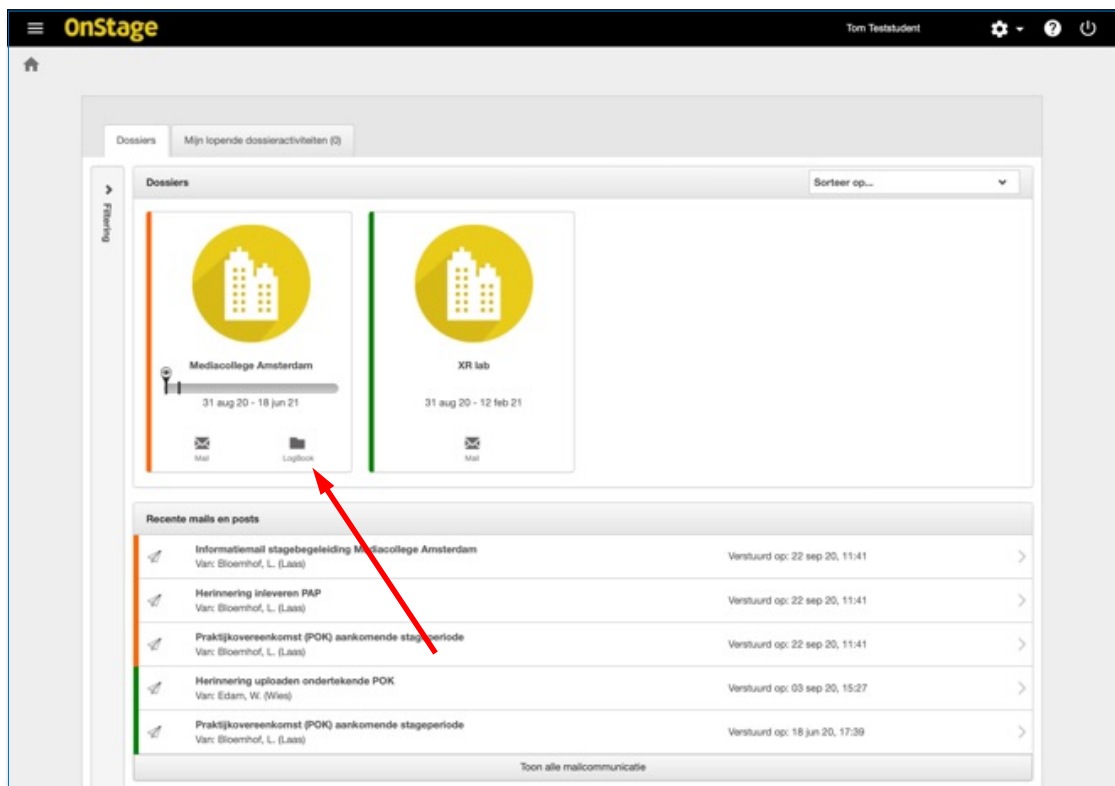 OnStage
Tom Teststudent
Dossiers
Mijn lopende dossieractiviteiten (0)
Filtering
Dossiers
Sorteer op...
Mediacollege Amsterdam
31 aug 20 - 18 jun 21
Mail
LogBook
XR lab
31 aug 20 - 12 feb 21
Mail
Recente mails en posts
Informatiemail stagebegeleiding Mediacollege Amsterdam
Van: Bloemhof, L. (Laas)
Verstuurd op: 22 sep 20, 11:41
Herinnering inleveren PAP
Van: Bloemhof, L. (Laas)
Verstuurd op: 22 sep 20, 11:41
Praktijkovereenkomst (POK) aankomende stageperiode
Van: Bloemhof, L. (Laas)
Verstuurd op: 22 sep 20, 11:41
Herinnering uploaden ondertekende POK
Van: Edam, W. (Wies)
Verstuurd op: 03 sep 20, 15:27
Praktijkovereenkomst (POK) aankomende stageperiode
Van: Bloemhof, L. (Laas)
Verstuurd op: 18 jun 20, 17:39
Toon alle mailcommunicatie